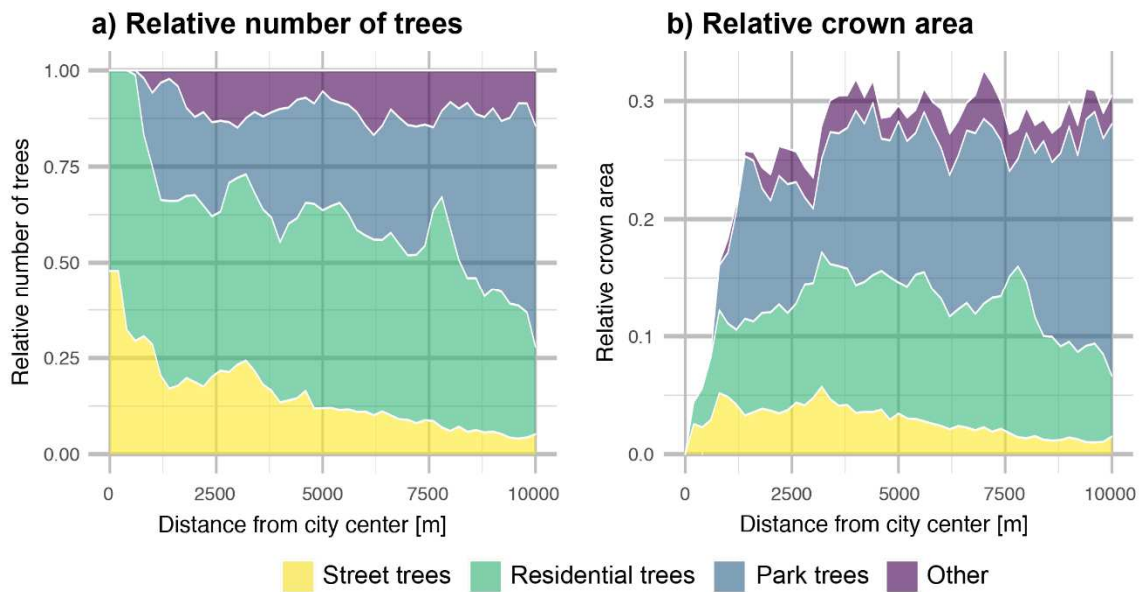 a) Relative number of trees
b) Relative crown area
Relative number of trees
1.00
0.75
0.50
0.25
0.00
0
2500
5000
7500
10000
Distance from city center [m]
Relative crown area
0.3
0.2
0.1
0.0
0
2500
5000
7500
10000
Distance from city center [m]
Street trees
Residential trees
Park trees
Other